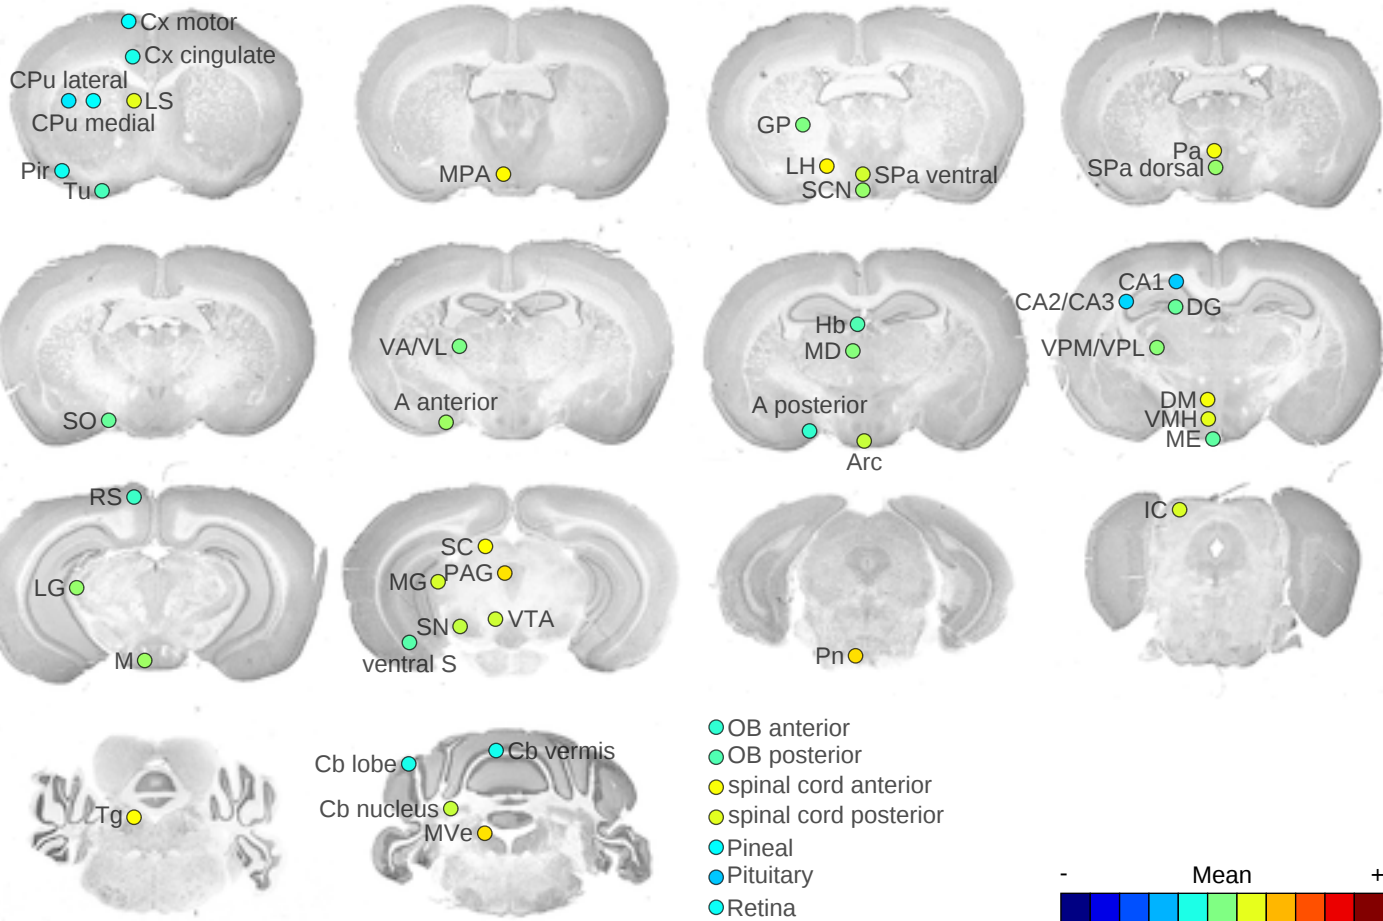 Cx motor
Cx cingulate
CPu lateral
LS
CPu medial
Pir
Tu
MPA
GP
LH
SPa ventral
SCN
Pa
SPa dorsal
SO
VA/VL
A anterior
Hb
MD
A posterior
Arc
CA1
CA2/CA3
DG
VPM/VPL
DM
VMH
ME
RS
LG
M
SC
PAG
MG
VTA
SN
ventral S
Pn
IC
Tg
Cb vermis
Cb lobe
Cb nucleus
MVe
OB anterior
OB posterior
spinal cord anterior
spinal cord posterior
Pineal
Pituitary
Retina
- Mean +